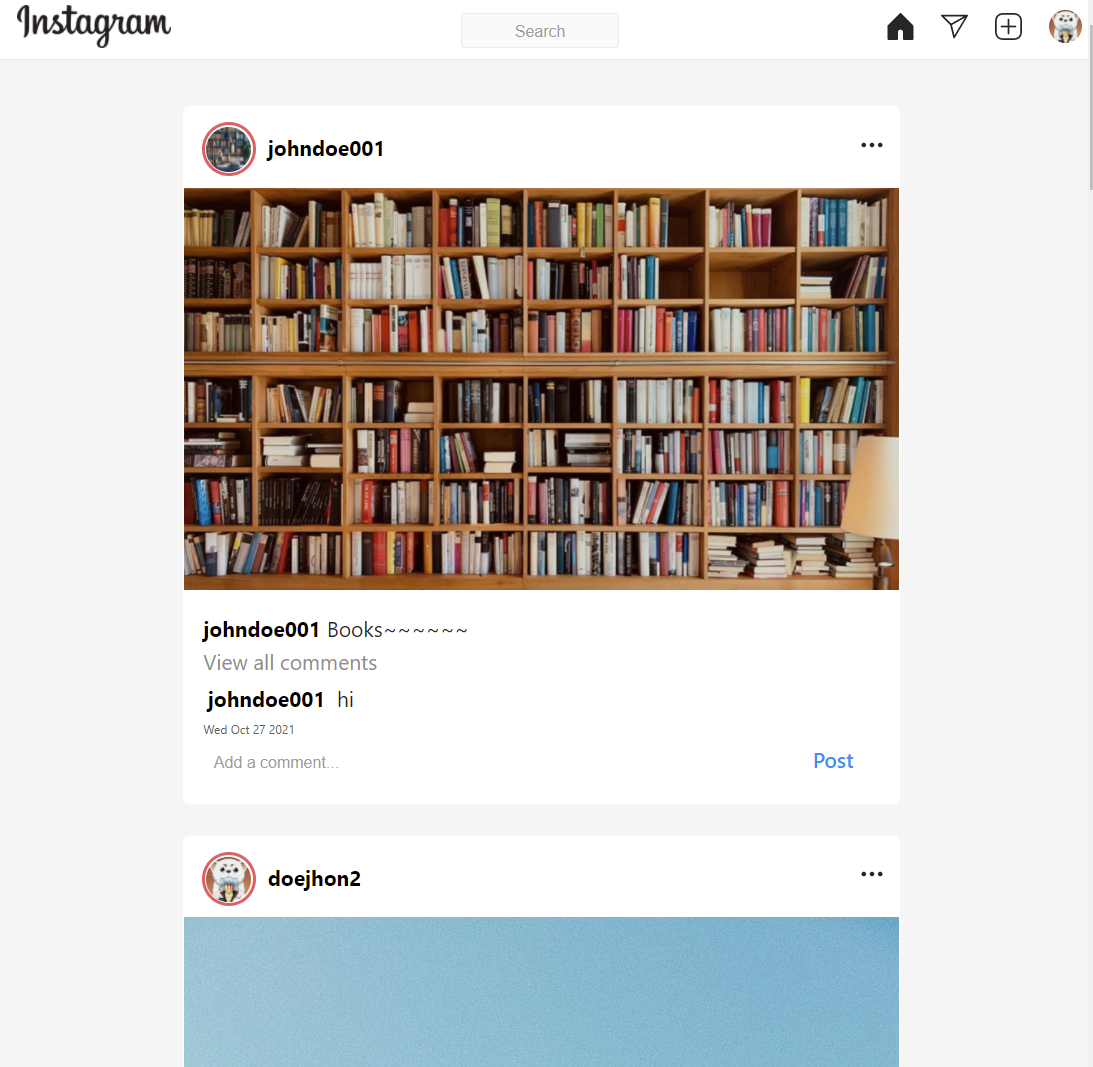 Instagram
Search
johndoe001
johndoe001 Books~~~~~~
View all comments
johndoe001 hi
Wed Oct 27 2021
Add a comment...
Post
doejhon2